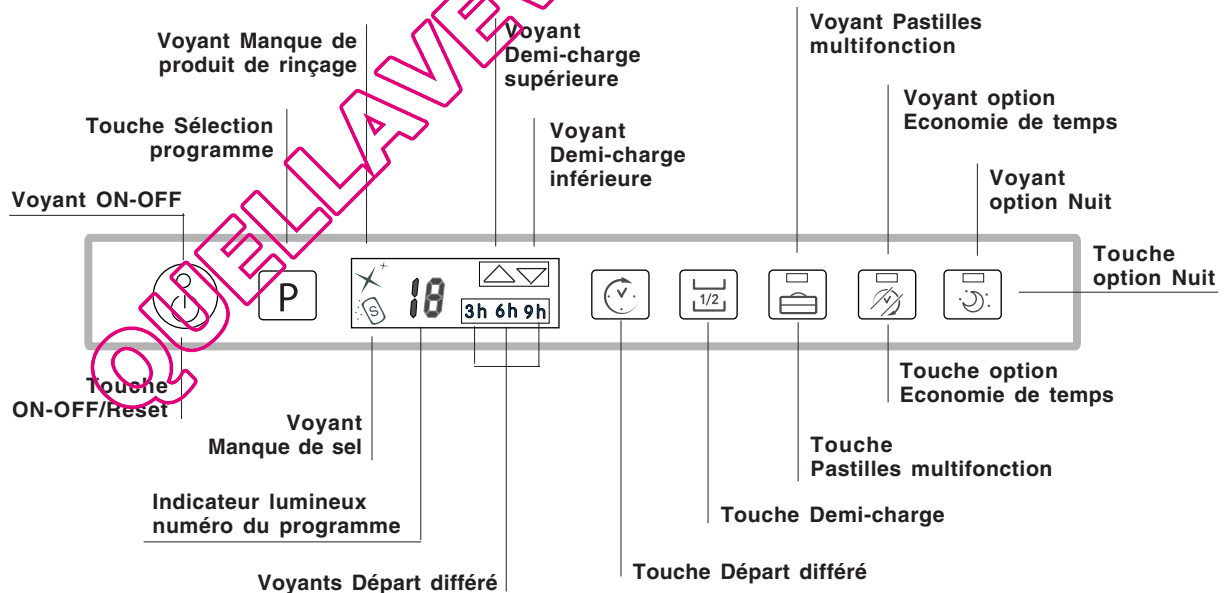 Voyant Manque de
produit de rinçage
Voyant
Demi-charge
supérieure
Voyant Pastilles
multifonction
Touche Sélection
programme
Voyant
Demi-charge
inférieure
Voyant option
Economie de temps
Voyant ON-OFF
Voyant
option Nuit
Touche
option Nuit
P
S
18
3h 6h 9h
1/2
Touche
ON-OFF/Reset
Voyant
Manque de sel
Touche option
Economie de temps
Touche
Pastilles multifonction
Indicateur lumineux
numéro du programme
Touche Demi-charge
Voyants Départ différé
Touche Départ différé
QUELLAVE